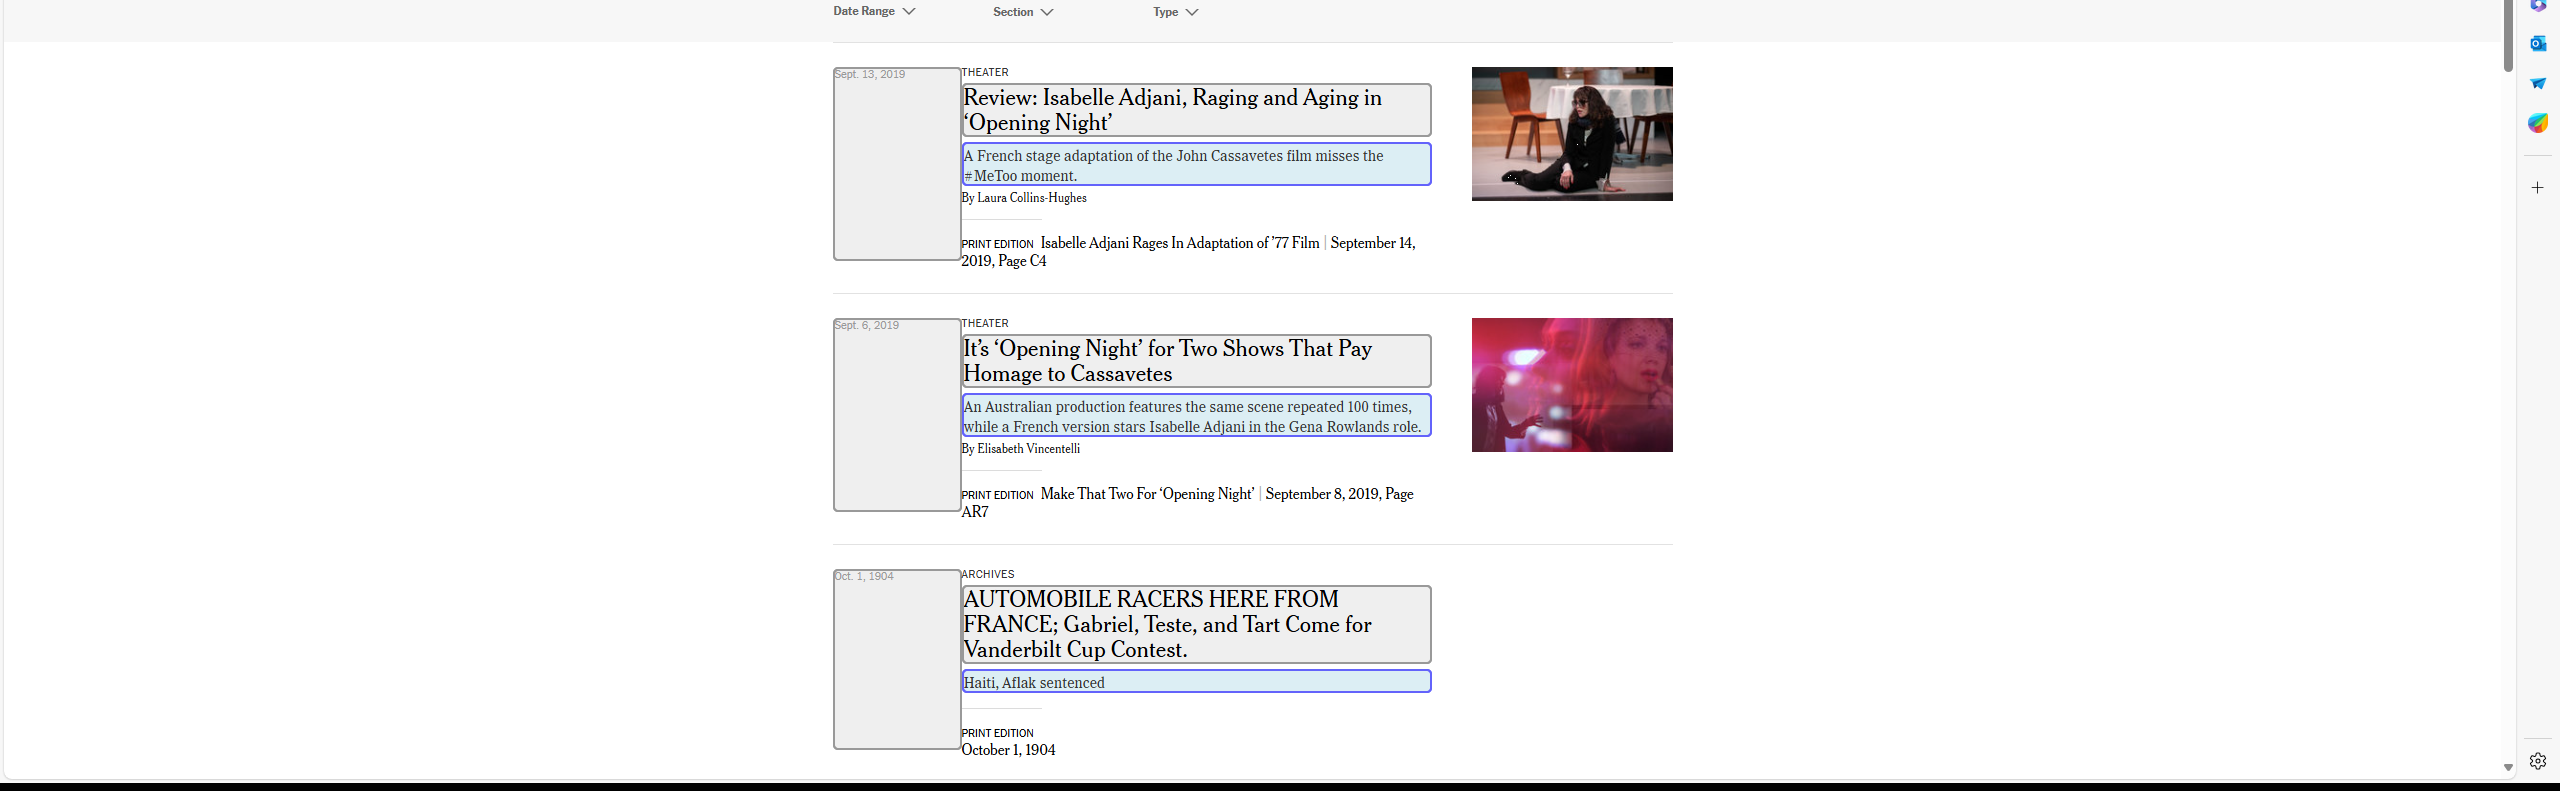 Date Range
Section
Type
Sept. 13, 2019
THEATER
Review: Isabelle Adjani, Raging and Aging in
‘Opening Night’
A French stage adaptation of the John Cassavetes film misses the
#MeToo moment.
By Laura Collins-Hughes
PRINT EDITION Isabelle Adjani Rages In Adaptation of ’77 Film | September 14,
2019, Page C4
Sept. 6, 2019
THEATER
It’s ‘Opening Night’ for Two Shows That Pay
Homage to Cassavetes
An Australian production features the same scene repeated 100 times,
while a French version stars Isabelle Adjani in the Gena Rowlands role.
By Elisabeth Vincentelli
PRINT EDITION Make That Two For ‘Opening Night’ | September 8, 2019, Page
AR7
Oct. 1, 1904
ARCHIVES
AUTOMOBILE RACERS HERE FROM
FRANCE; Gabriel, Teste, and Tart Come for
Vanderbilt Cup Contest.
Haiti, Aflak sentenced
PRINT EDITION
October 1, 1904